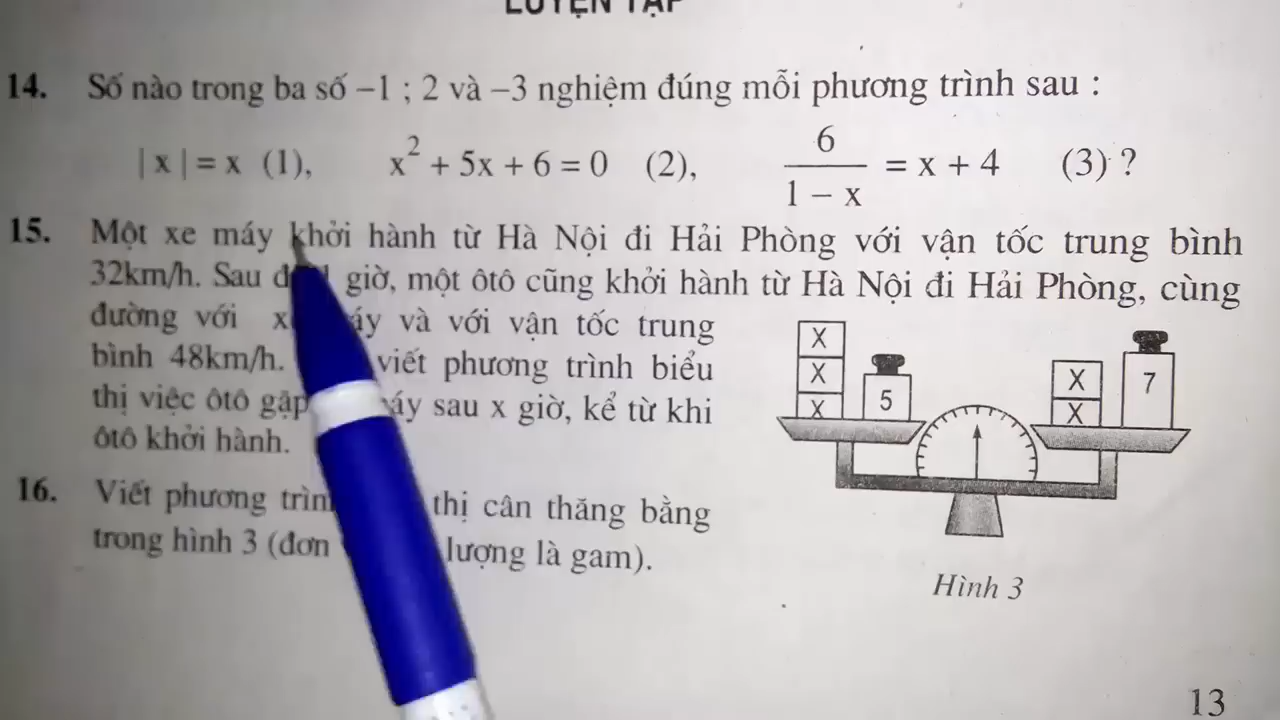 LUYỆN TẬP
14. Số nào trong ba số –1 ; 2 và –3 nghiệm đúng mỗi phương trình sau :
| x | = x (1), x² + 5x + 6 = 0 (2), 6/(1 – x) = x + 4 (3) ?
15. Một xe máy khởi hành từ Hà Nội đi Hải Phòng với vận tốc trung bình
32km/h. Sau giờ, một ôtô cũng khởi hành từ Hà Nội đi Hải Phòng, cùng
đường với và với vận tốc trung
bình 48km/h. viết phương trình biểu
thị việc ôtô gặp sau x giờ, kể từ khi
ôtô khởi hành.
16. Viết phương thị cân thăng bằng
trong hình 3 (đơn lượng là gam).
X
X
X
5
X
X
7
Hình 3
13